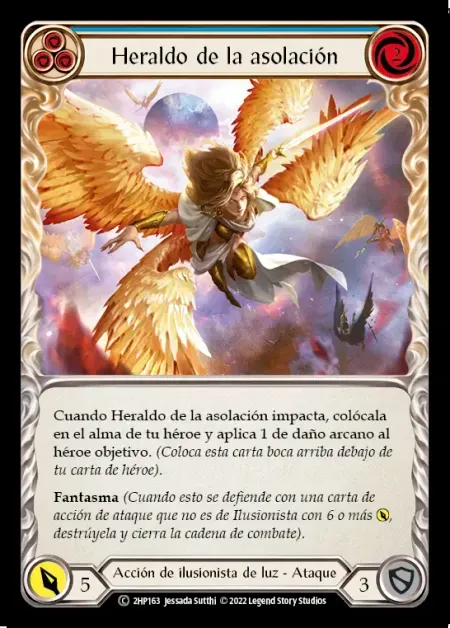 Heraldo de la asolación
2
Cuando Heraldo de la asolación impacta, colócala
en el alma de tu héroe y aplica 1 de daño arcano al
héroe objetivo. (Coloca esta carta boca arriba debajo de
tu carta de héroe).
Fantasma (Cuando esto se defiende con una carta de
acción de ataque que no es de Ilusionista con 6 o más ,
destrúyela y cierra la cadena de combate).
5
Acción de ilusionista de luz - Ataque
3
C 2HP163 Jessada Sutthi © 2022 Legend Story Studios